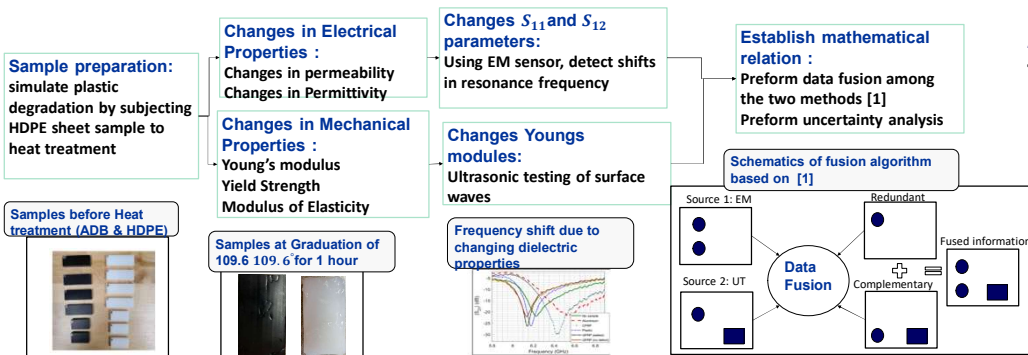 Sample preparation:
simulate plastic
degradation by subjecting
HDPE sheet sample to
heat treatment
Changes in Electrical
Properties :
Changes in permeability
Changes in Permittivity
Changes in Mechanical
Properties :
Young's modulus
Yield Strength
Modulus of Elasticity
Changes S₁₁ and S₁₂
parameters:
Using EM sensor, detect shifts
in resonance frequency
Changes Youngs
modules:
Ultrasonic testing of surface
waves
Establish mathematical
relation :
Preform data fusion among
the two methods [1]
Preform uncertainty analysis
Samples before Heat
treatment (ADB & HDPE)
Samples at Graduation of
109.6 109.6° for 1 hour
Frequency shift due to
changing dielectric
properties
Frequency (GHz)
Schematics of fusion algorithm
based on [1]
Source 1: EM
Source 2: UT
Data
Fusion
Redundant
Complementary
Fused information